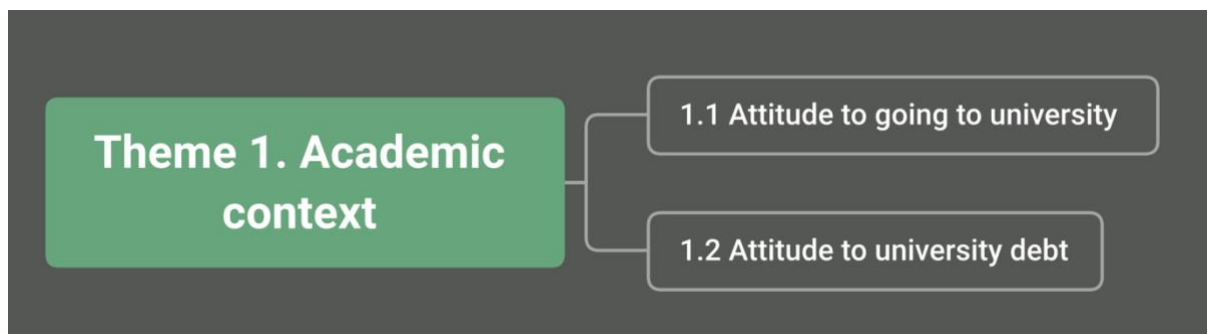 Theme 1. Academic
context
1.1 Attitude to going to university
1.2 Attitude to university debt